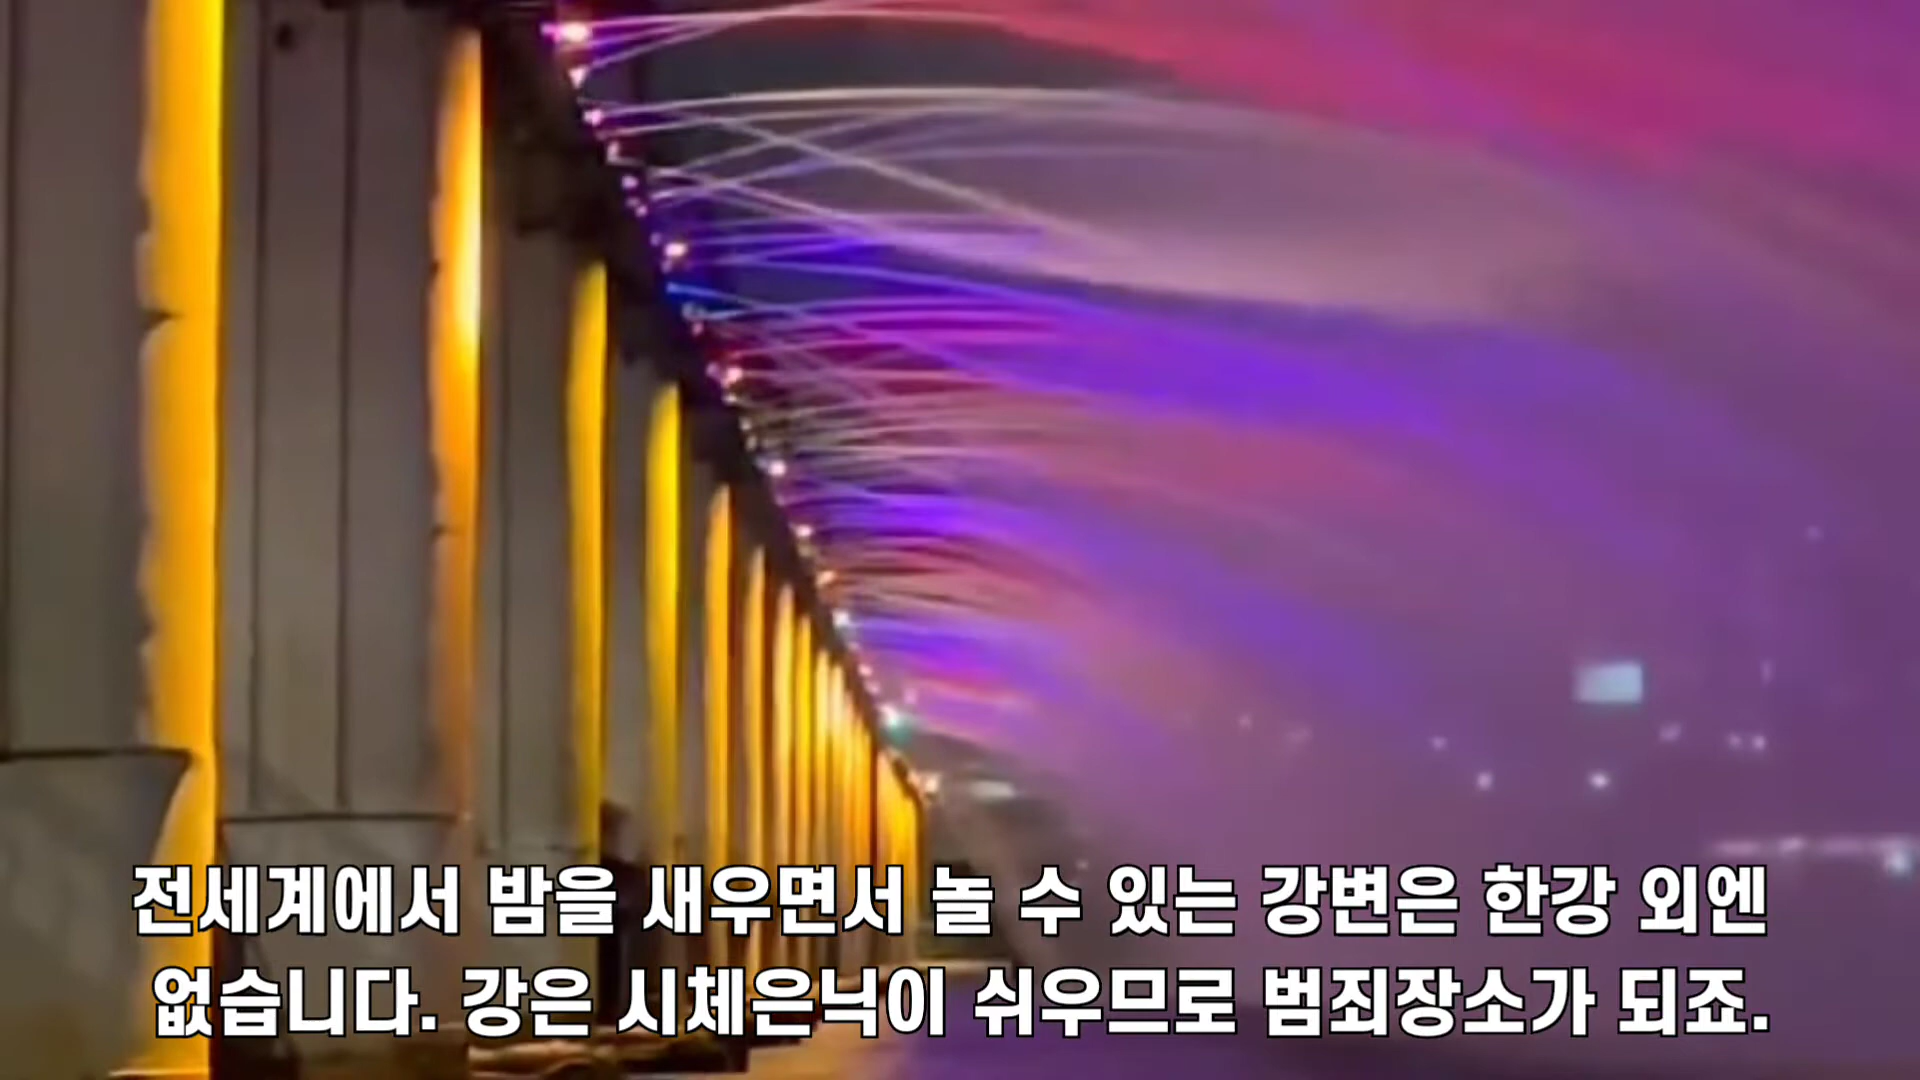 전세계에서 밤을 새우면서 놀 수 있는 강변은 한강 외엔
없습니다. 강은 시체은닉이 쉬우므로 범죄장소가 되죠.